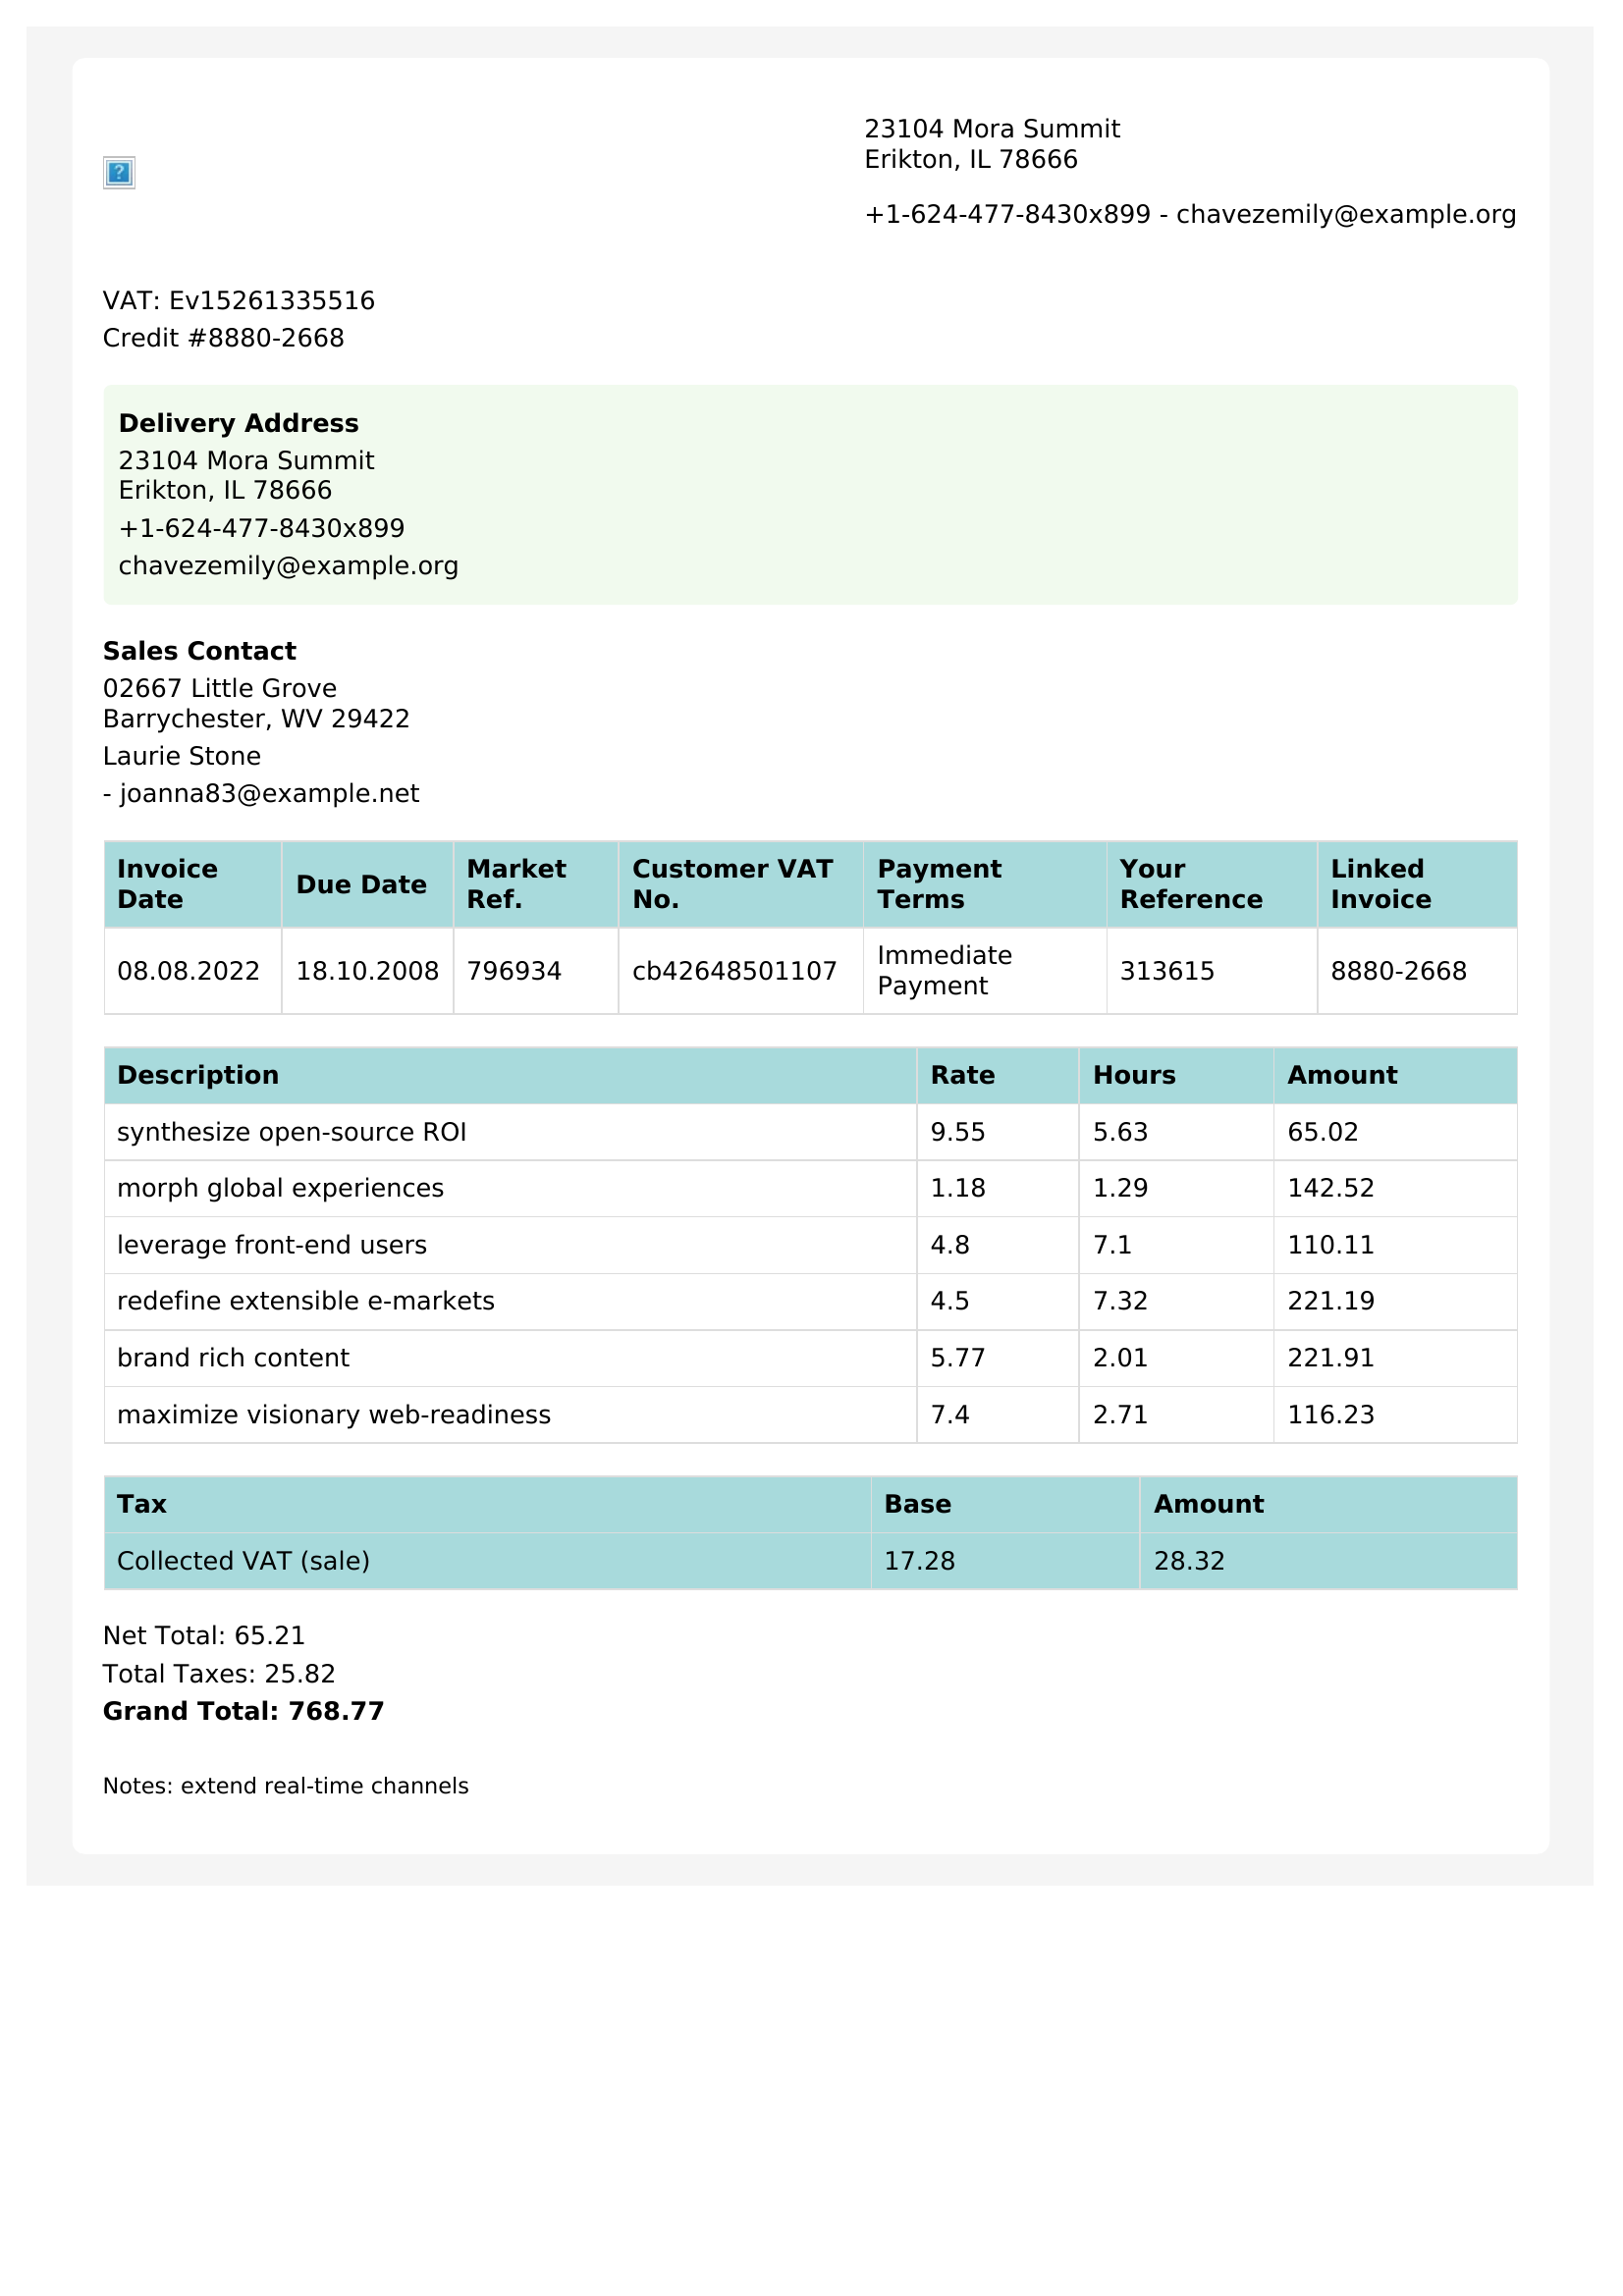 23104 Mora Summit
Erikton, IL 78666
+1-624-477-8430x899 - chavezemily@example.org
VAT: Ev15261335516
Credit #8880-2668
Delivery Address
23104 Mora Summit
Erikton, IL 78666
+1-624-477-8430x899
chavezemily@example.org
Sales Contact
02667 Little Grove
Barrychester, WV 29422
Laurie Stone
- joanna83@example.net
Invoice Date Due Date Market Ref. Customer VAT No. Payment Terms Your Reference Linked Invoice
08.08.2022 18.10.2008 796934 cb42648501107 Immediate Payment 313615 8880-2668
Description Rate Hours Amount
synthesize open-source ROI 9.55 5.63 65.02
morph global experiences 1.18 1.29 142.52
leverage front-end users 4.8 7.1 110.11
redefine extensible e-markets 4.5 7.32 221.19
brand rich content 5.77 2.01 221.91
maximize visionary web-readiness 7.4 2.71 116.23
Tax Base Amount
Collected VAT (sale) 17.28 28.32
Net Total: 65.21
Total Taxes: 25.82
Grand Total: 768.77
Notes: extend real-time channels